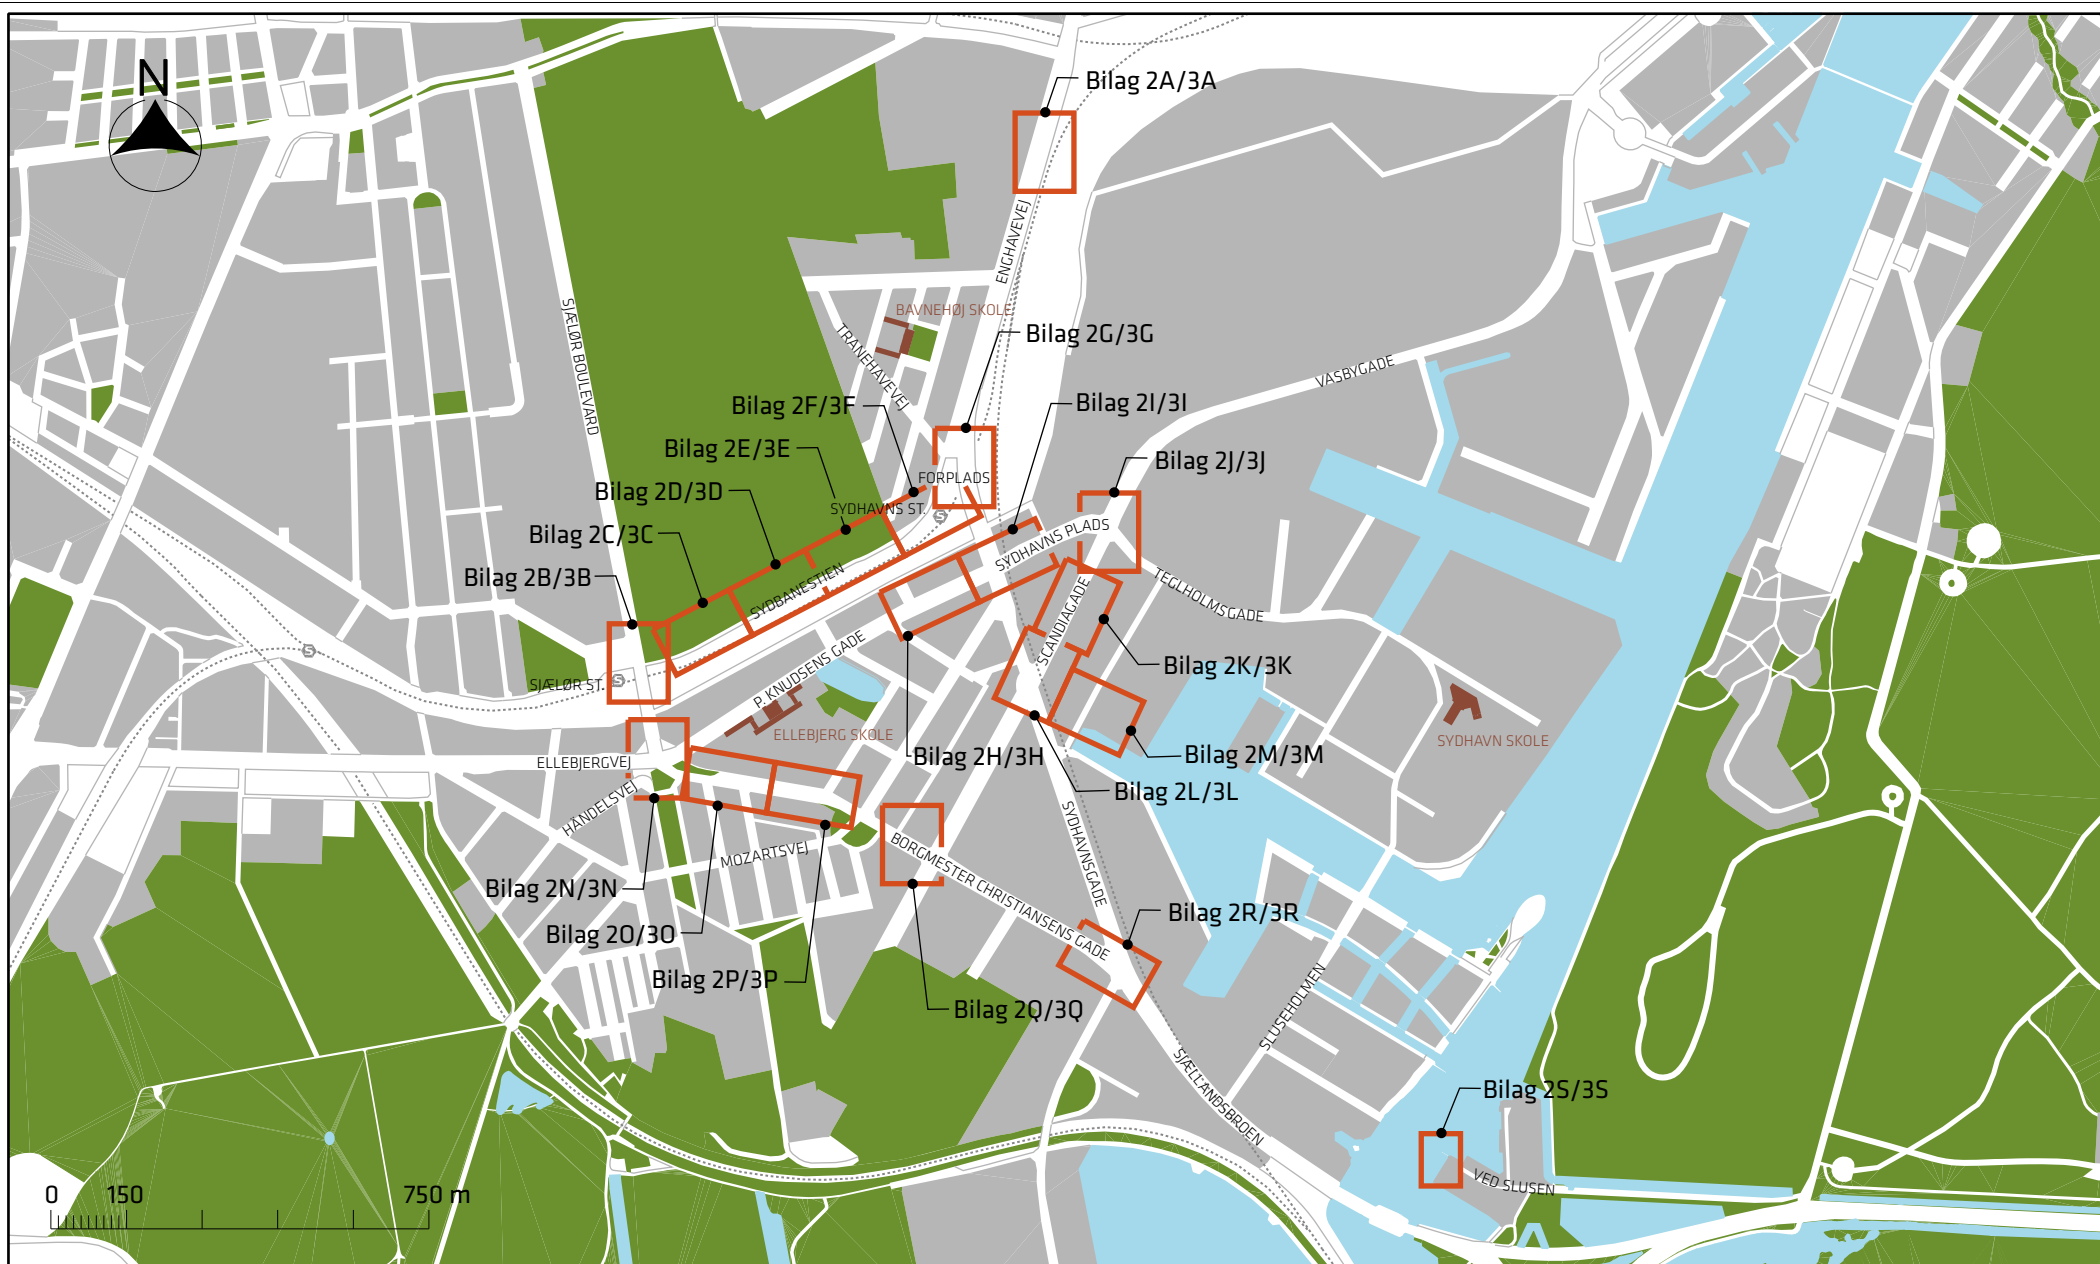 N
Bilag 2A/3A
ENGHAVEVEJ
SJÆLØR BOULEVARD
BAVNEHØJ SKOLE
TRANEHAVEVEJ
Bilag 2G/3G
VASBYGADE
Bilag 2F/3F
Bilag 2I/3I
Bilag 2E/3E
Bilag 2J/3J
FORPLADS
Bilag 2D/3D
SYDHAVNS ST.
S
Bilag 2C/3C
SYDHAVNS PLADS
Bilag 2B/3B
SYDBANESTIEN
TEGLHOLMSGADE
SCANDIAGADE
S
P. KNUDSENS GADE
Bilag 2K/3K
SJÆLØR ST.
S
ELLEBJERG SKOLE
SYDHAVN SKOLE
Bilag 2H/3H
Bilag 2M/3M
ELLEBJERGVEJ
Bilag 2L/3L
HÄNDELSVEJ
SYDHAVNSGADE
MOZARTSVEJ
BORGMESTER CHRISTIANSENS GADE
Bilag 2N/3N
Bilag 2R/3R
Bilag 2O/3O
Bilag 2P/3P
Bilag 2Q/3Q
SLUSEHOLMEN
SJÆLLANDSBROEN
Bilag 2S/3S
VED SLUSEN
0 150 750 m